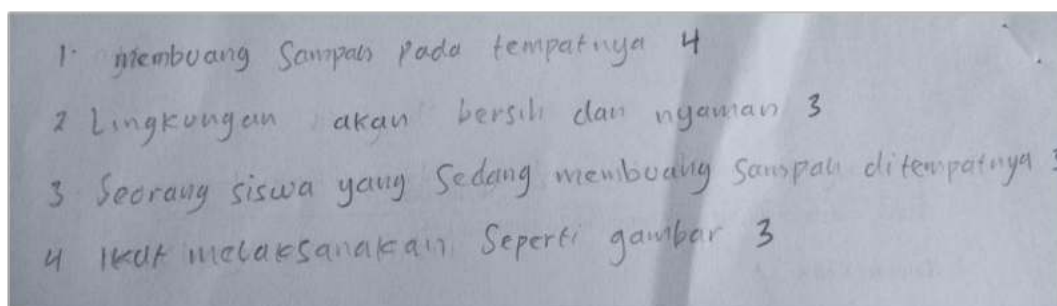 1. membuang Sampah Pada tempatnya 4
2 Lingkungan akan bersih dan nyaman 3
3 Seorang siswa yang Sedang membuang Sampah ditempatnya 3
4 Ikut melaksanakan Seperti gambar 3